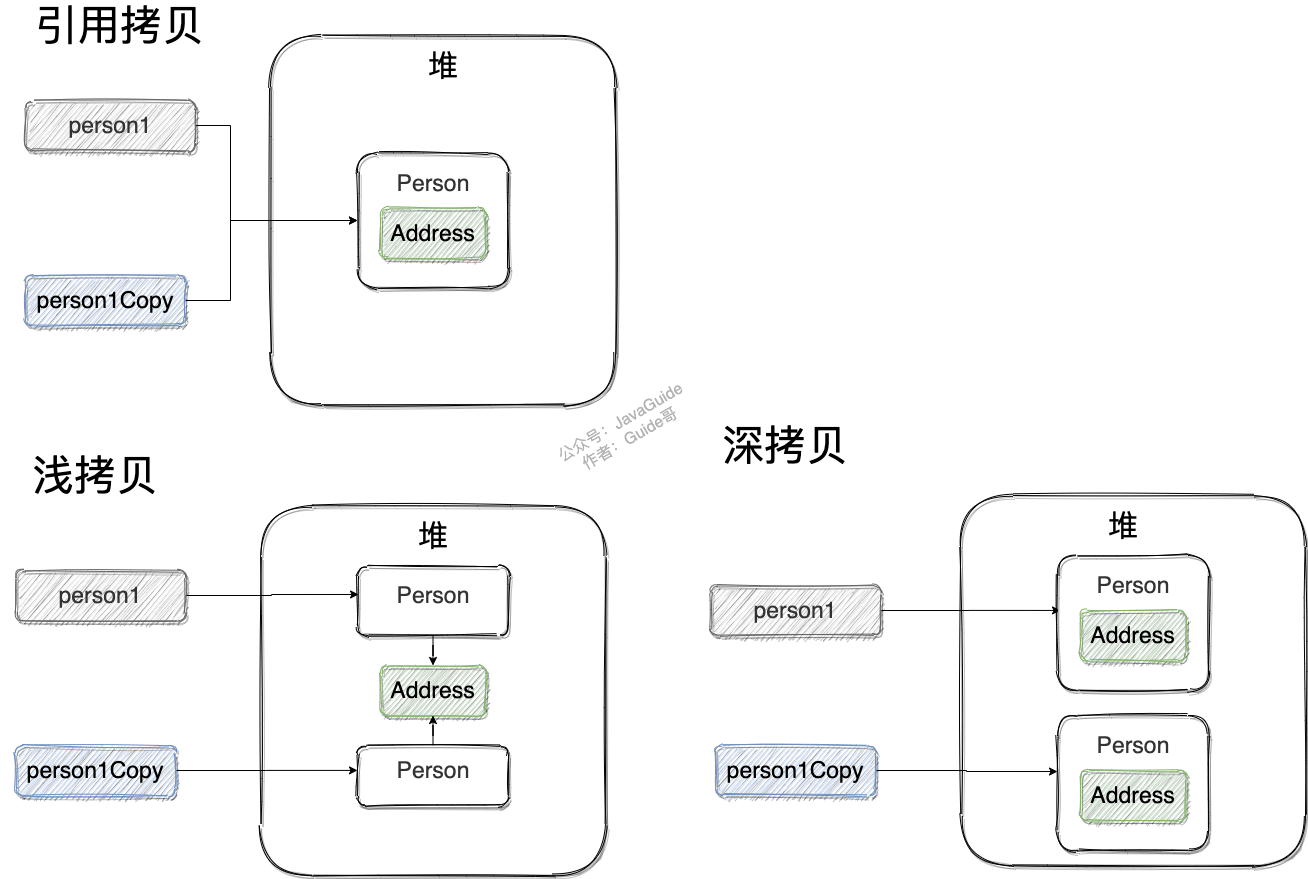 引用拷贝
堆
person1
Person
Address
person1Copy
公众号：JavaGuide
作者：Guide哥
浅拷贝
堆
person1
Person
Address
person1Copy
Person
深拷贝
堆
person1
Person
Address
person1Copy
Person
Address